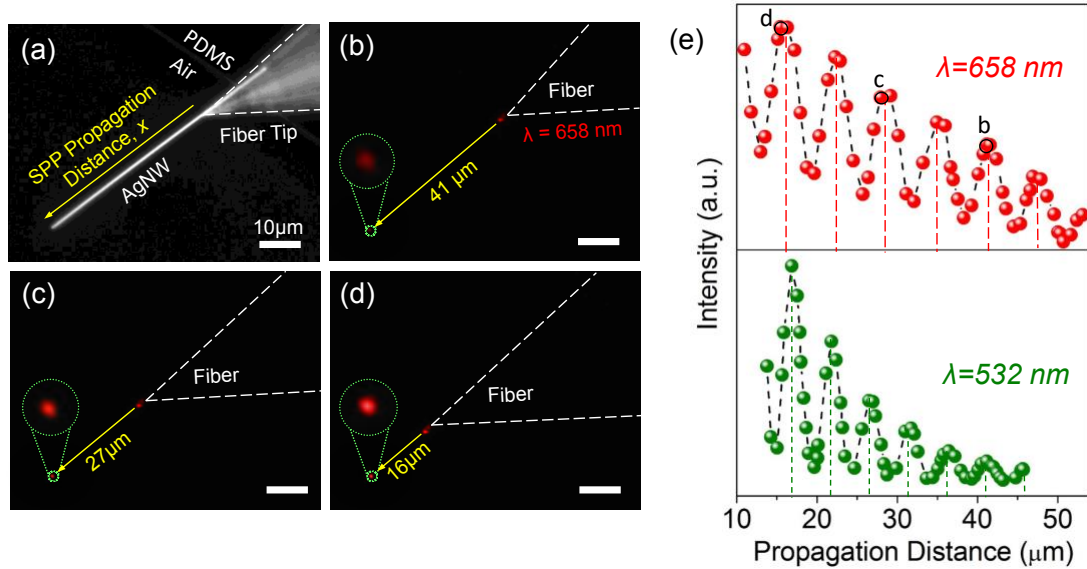 (a)
PDMS
Air
SPP Propagation
Distance, x
AgNW
Fiber Tip
10μm
(b)
Fiber
λ = 658 nm
41 μm
(c)
Fiber
27μm
(d)
Fiber
16μm
(e)
d
c
b
λ=658 nm
λ=532 nm
Intensity (a.u.)
10 20 30 40 50
Propagation Distance (μm)